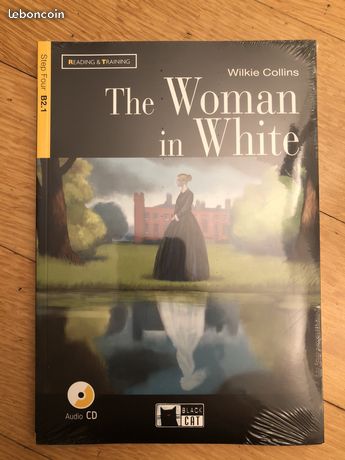 leboncoin
READING & TRAINING
Step Four B2.1
Wilkie Collins
The Woman
in White
Audio CD
BLACK
CAT